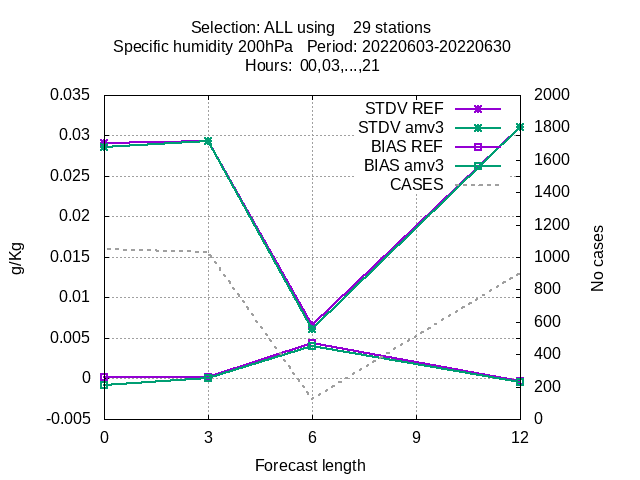 Selection: ALL using    29 stations
Specific humidity 200hPa   Period: 20220603-20220630
Hours:  00,03,...,21
0.035 2000
STDV REF
0.03 1800
STDV amv3
BIAS REF
1600
BIAS amv3
0.025 1400
CASES
0.02 1200
0.015 1000
g/Kg
No cases
0.01 800
600
0.005 400
0 200
-0.005 0
0 3 6 9 12
Forecast length